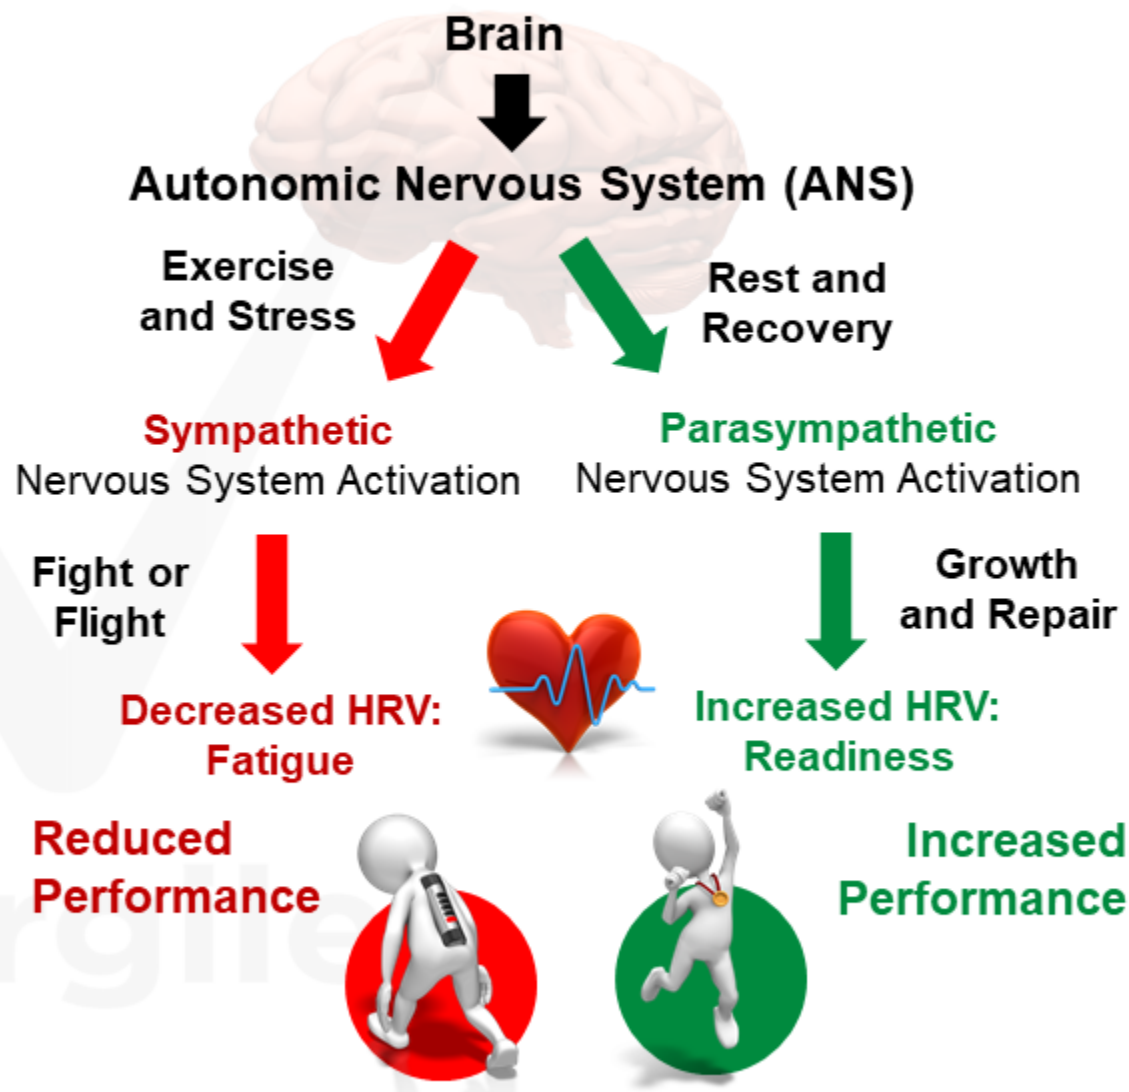 Brain
Autonomic Nervous System (ANS)
Exercise
and Stress
Rest and
Recovery
Sympathetic
Nervous System Activation
Parasympathetic
Nervous System Activation
Fight or
Flight
Growth
and Repair
Decreased HRV:
Fatigue
Increased HRV:
Readiness
Reduced
Performance
Increased
Performance